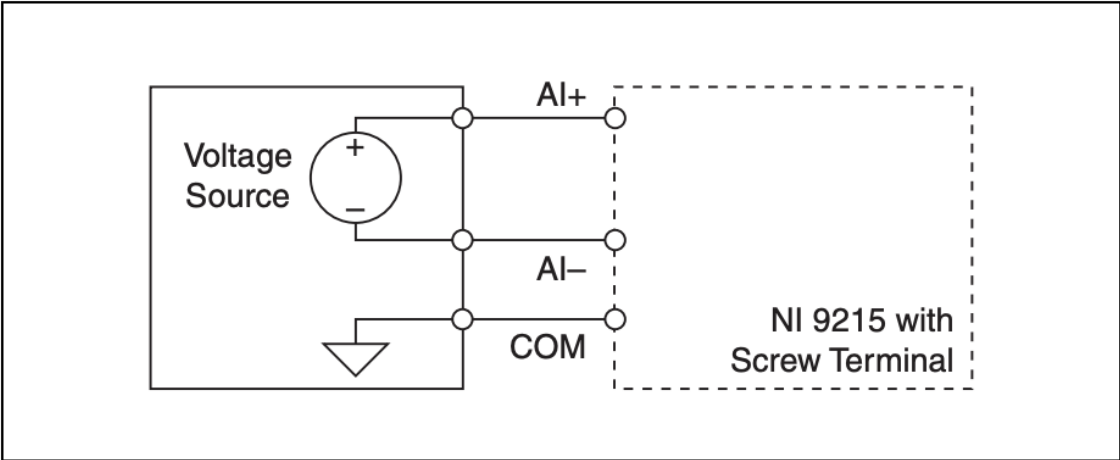 AI+
Voltage
Source
+
–
AI–
COM
NI 9215 with
Screw Terminal